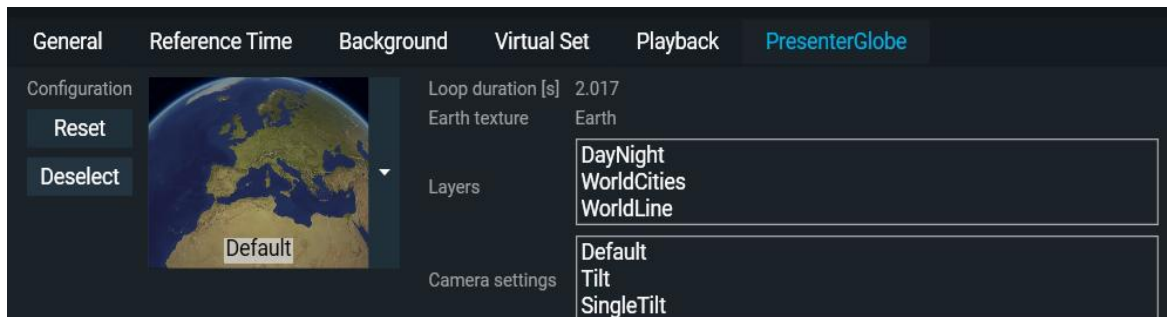 General Reference Time Background Virtual Set Playback PresenterGlobe
Configuration
Reset
Deselect
Default
Loop duration [s] 2.017
Earth texture Earth
Layers
DayNight
WorldCities
WorldLine
Camera settings
Default
Tilt
SingleTilt